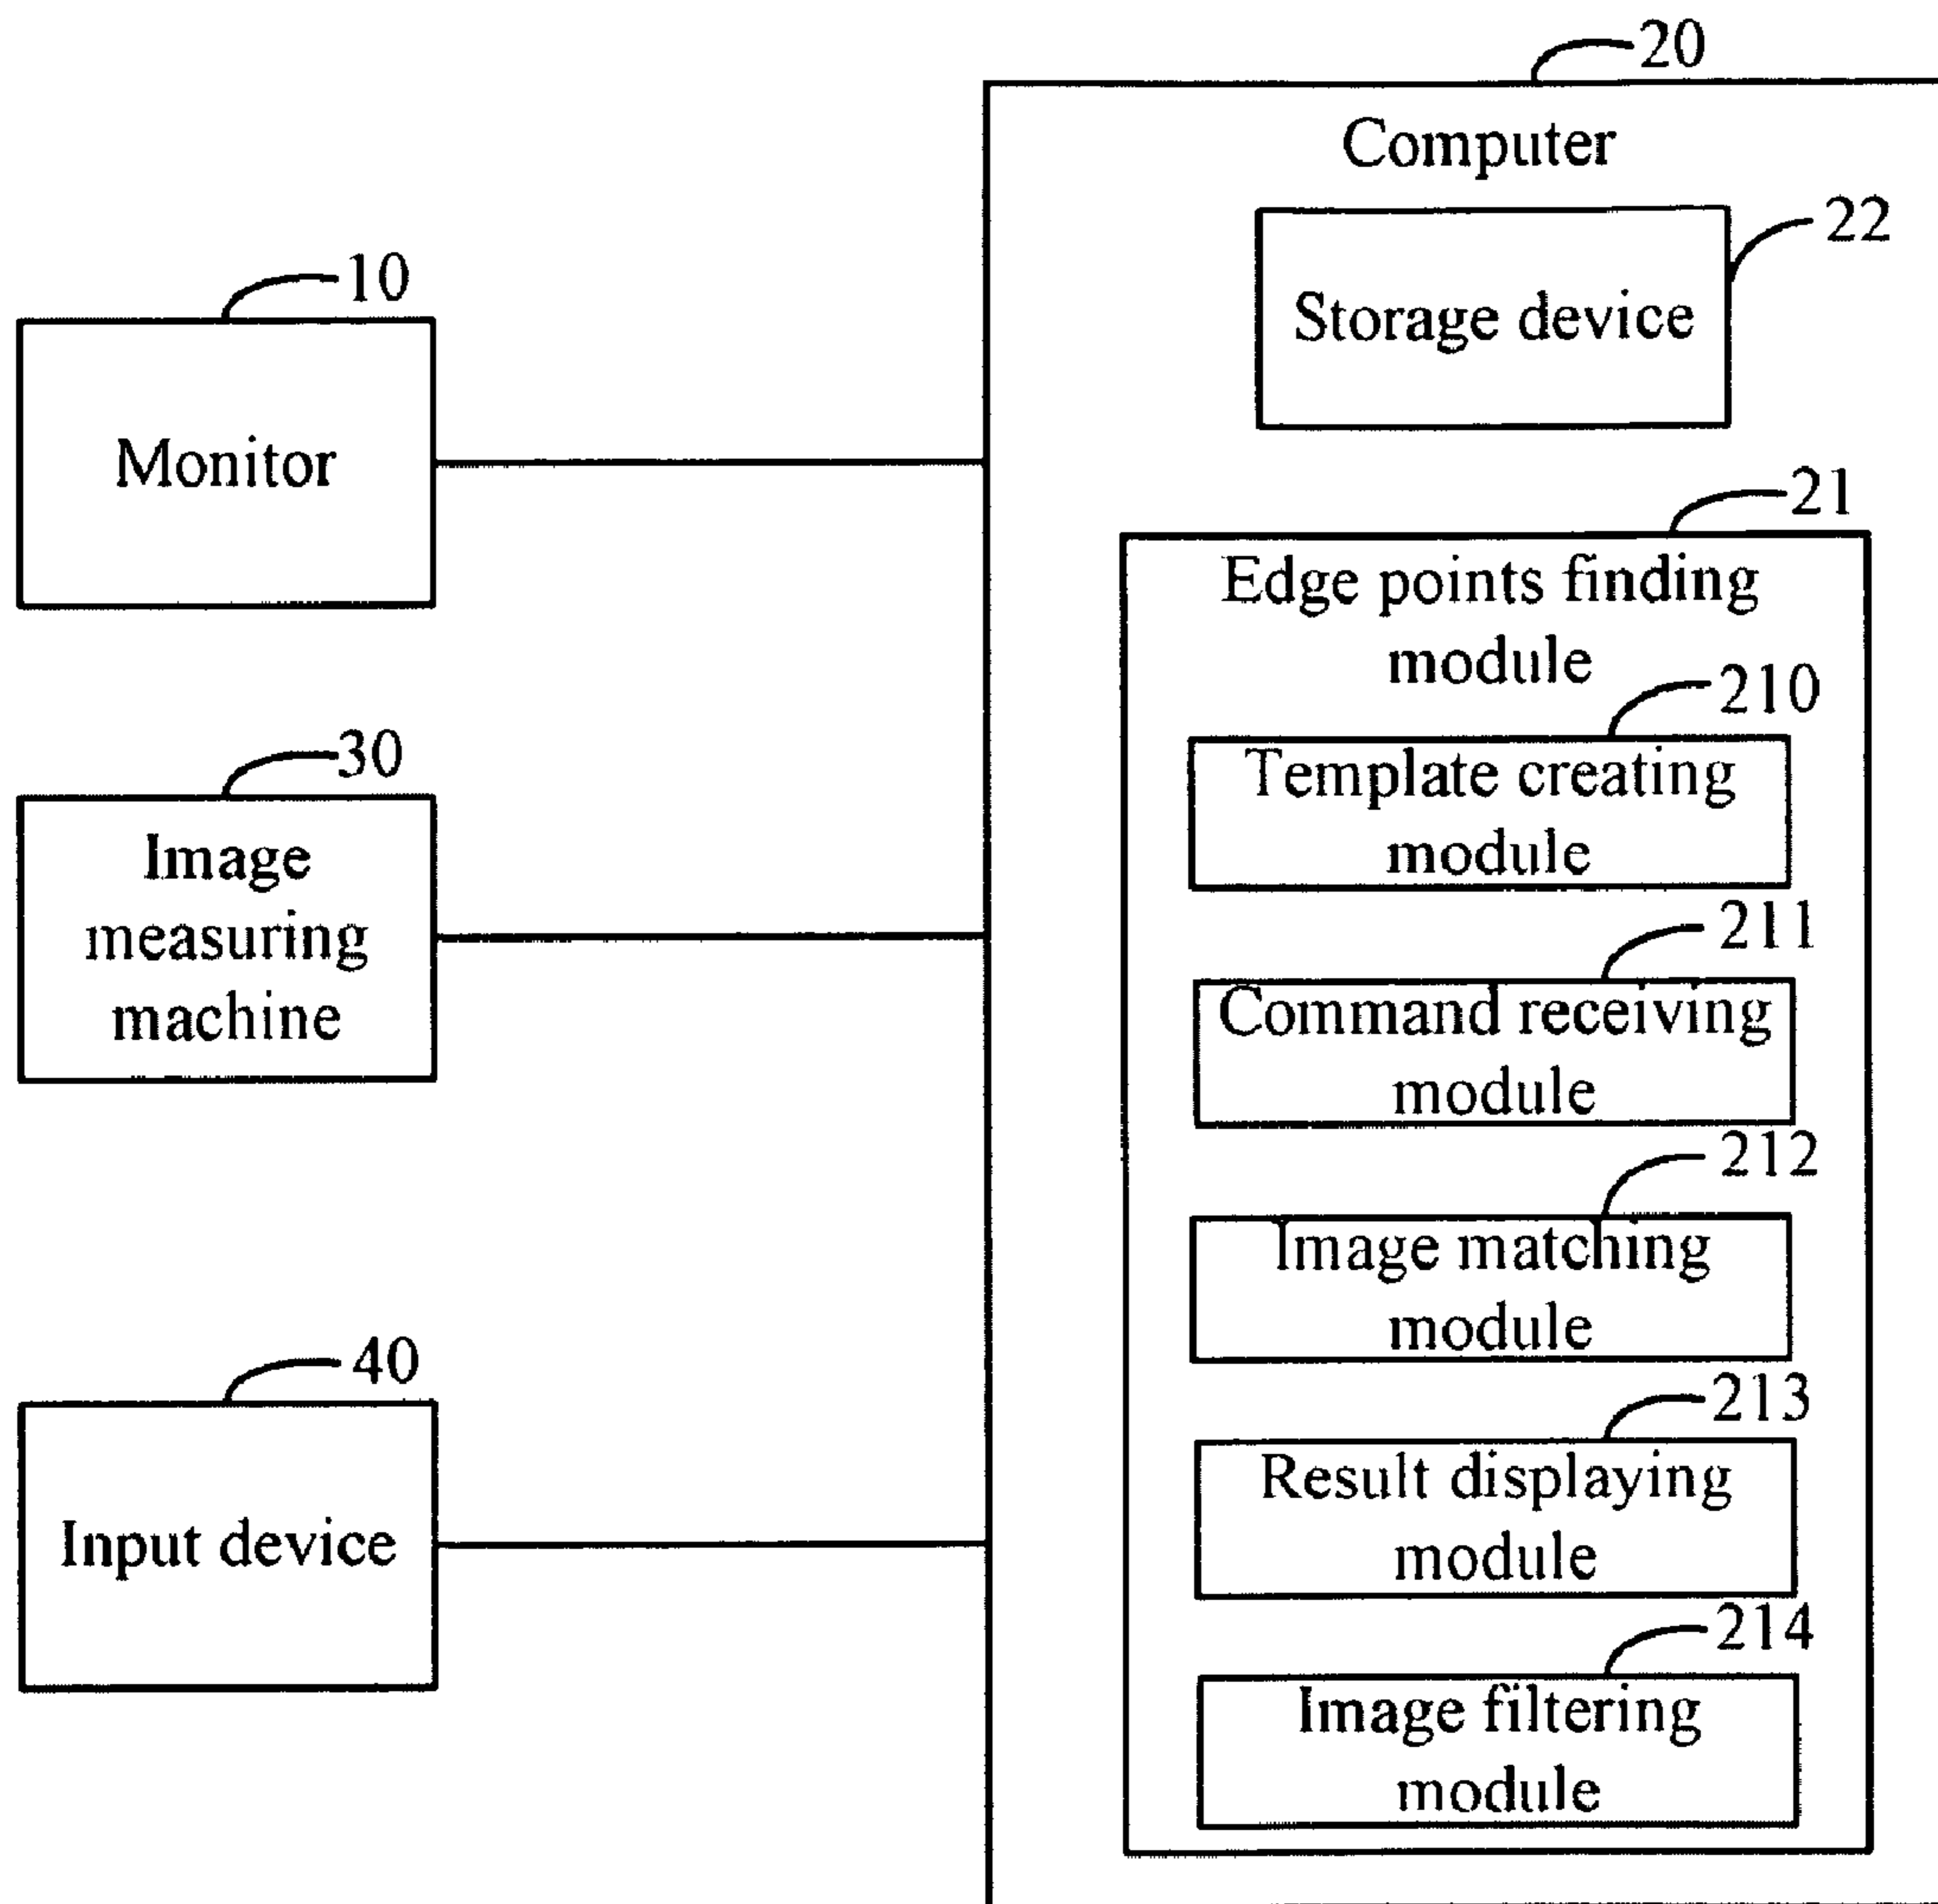 20
Computer
22
Storage device
10
Monitor
21
Edge points finding
module
210
Template creating
module
30
Image
measuring
machine
211
Command receiving
module
212
Image matching
module
40
Input device
213
Result displaying
module
214
Image filtering
module